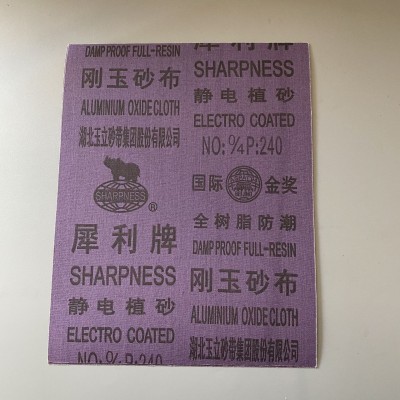 DAMP PROOF FULL-RESIN
刚玉砂布
ALUMINIUM OXIDE CLOTH
湖北玉立砂带集团股份有限公司
SHARPNESS
®
犀利牌
SHARPNESS
静电植砂
ELECTRO COATED
NO: % P:240
犀利牌
SHARPNESS
静电植砂
ELECTRO COATED
NO: % P:240
国际
金奖
全树脂防潮
DAMP PROOF FULL-RESIN
刚玉砂布
ALUMINIUM OXIDE CLOTH
湖北玉立砂带集团股份有限公司